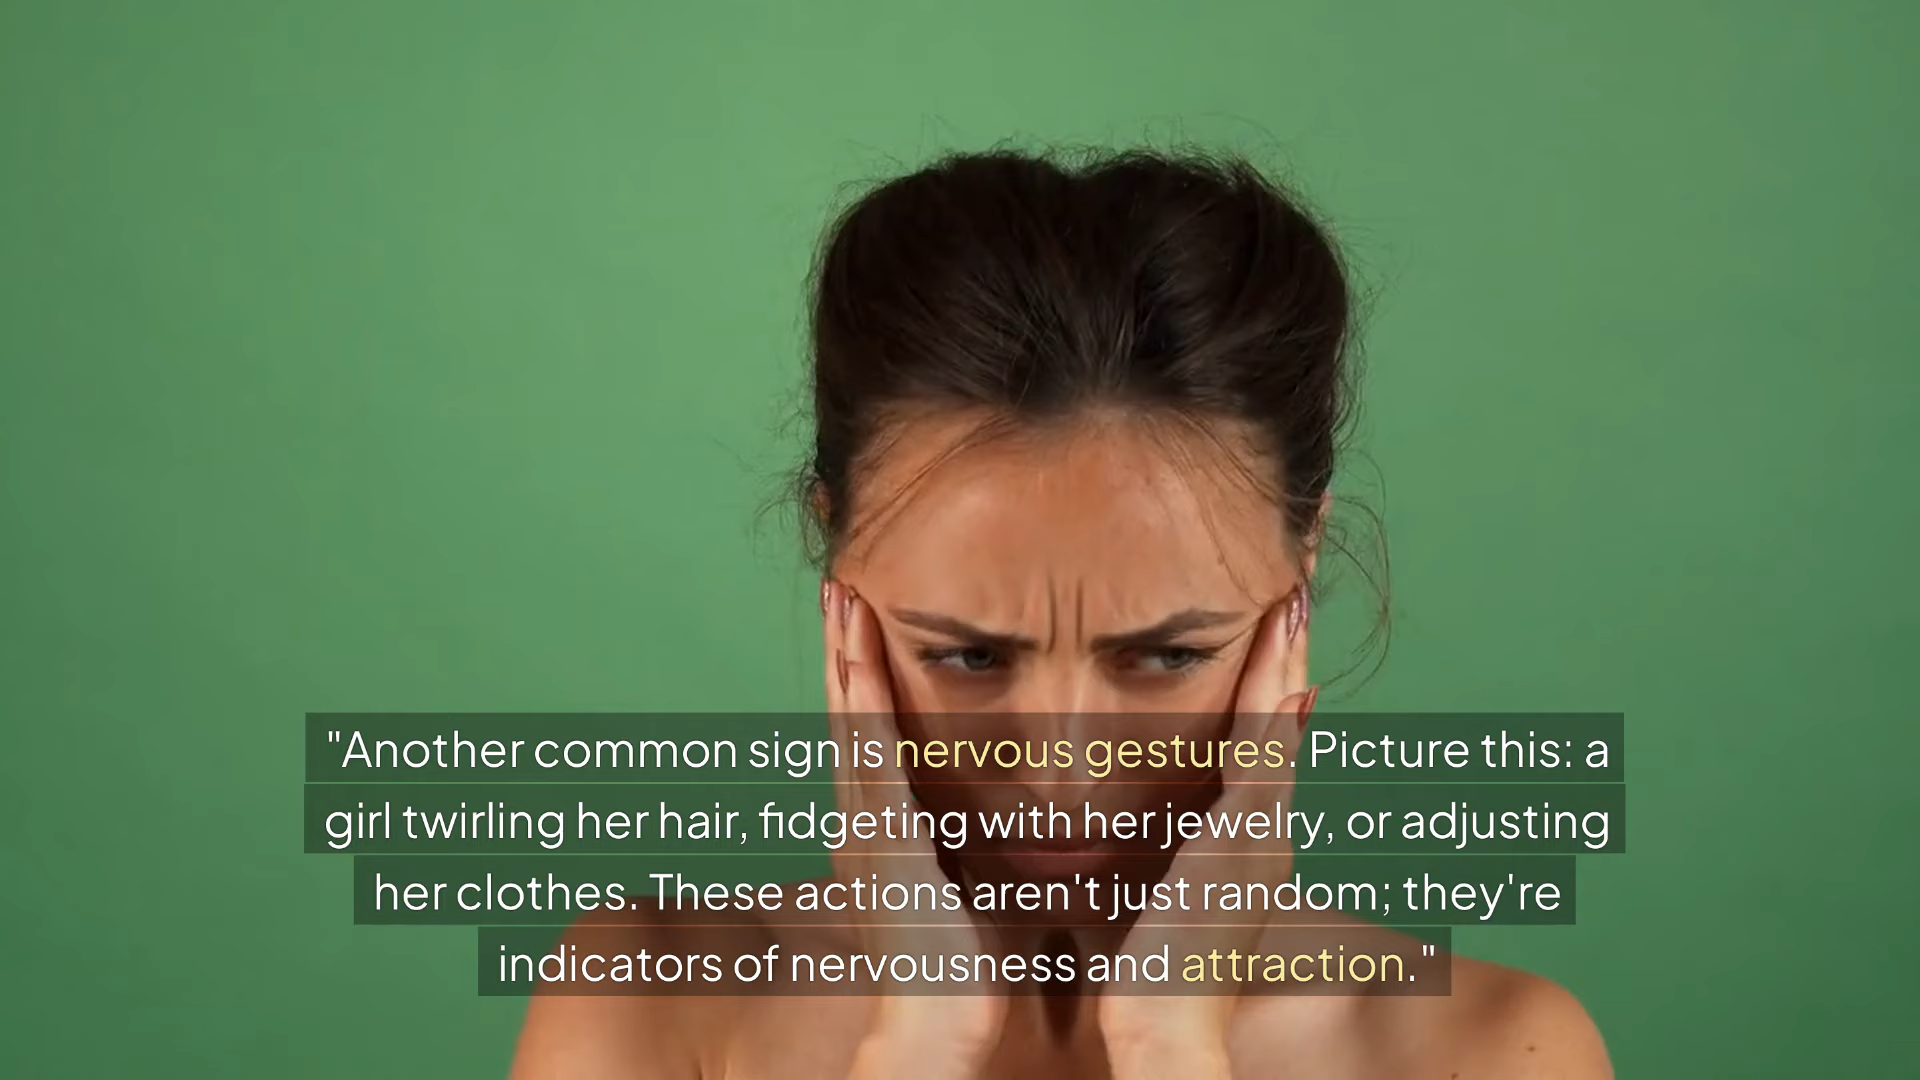 "Another common sign is nervous gestures. Picture this: a
girl twirling her hair, fidgeting with her jewelry, or adjusting
her clothes. These actions aren't just random; they're
indicators of nervousness and attraction."